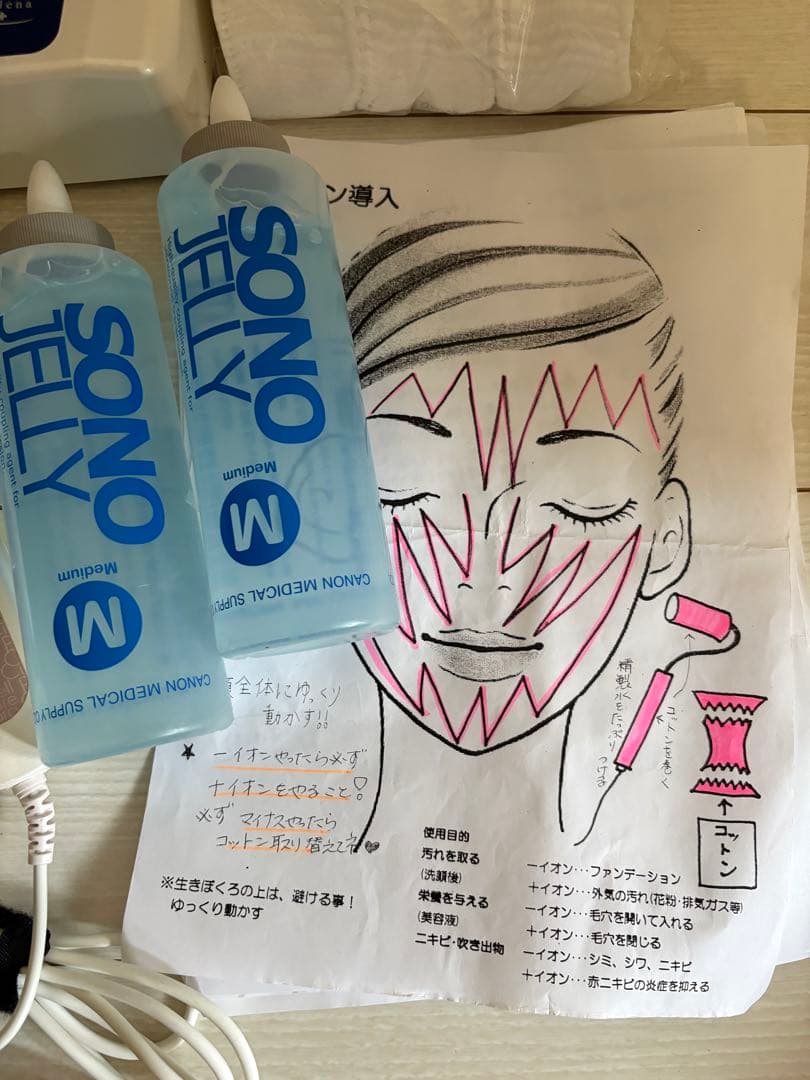 SONO
JELLY
High-quality coupling agent for
Medium
M
CANON MEDICAL SUPPLY
SONO
JELLY
coupling agent for
Medium
M
CANON MEDICAL SUPPLY CO
ン導入
全体にゆっくり
動かす!!
★ーイオンやったら必ず
+イオンをやること!
必ず マイナスやったら
コットン取り替えてネ♥
※生きぼくろの上は、避ける事!
ゆっくり動かす
精製水をたっぷりつける
コットンを巻く
コットン
使用目的
汚れを取る
(洗顔後)
栄養を与える
(美容液)
ニキビ・吹き出物
ーイオン・・・ファンデーション
+イオン・・・外気の汚れ(花粉・排気ガス等)
ーイオン・・・毛穴を開いて入れる
+イオン・・・毛穴を閉じる
ーイオン・・・シミ、シワ、ニキビ
+イオン・・・赤ニキビの炎症を抑える